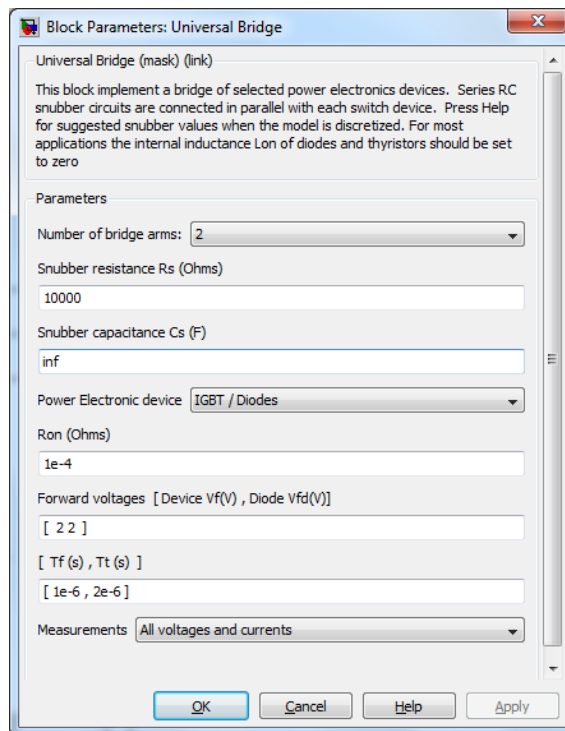 Block Parameters: Universal Bridge
Universal Bridge (mask) (link)
This block implement a bridge of selected power electronics devices.  Series RC
snubber circuits are connected in parallel with each switch device.  Press Help
for suggested snubber values when the model is discretized. For most
applications the internal inductance Lon of diodes and thyristors should be set
to zero
Parameters
Number of bridge arms: 2
Snubber resistance Rs (Ohms)
10000
Snubber capacitance Cs (F)
inf
Power Electronic device IGBT / Diodes
Ron (Ohms)
1e-4
Forward voltages  [ Device Vf(V) , Diode Vfd(V)]
[ 2 2 ]
[ Tf (s) , Tt (s) ]
[ 1e-6 , 2e-6 ]
Measurements All voltages and currents
OK Cancel Help Apply